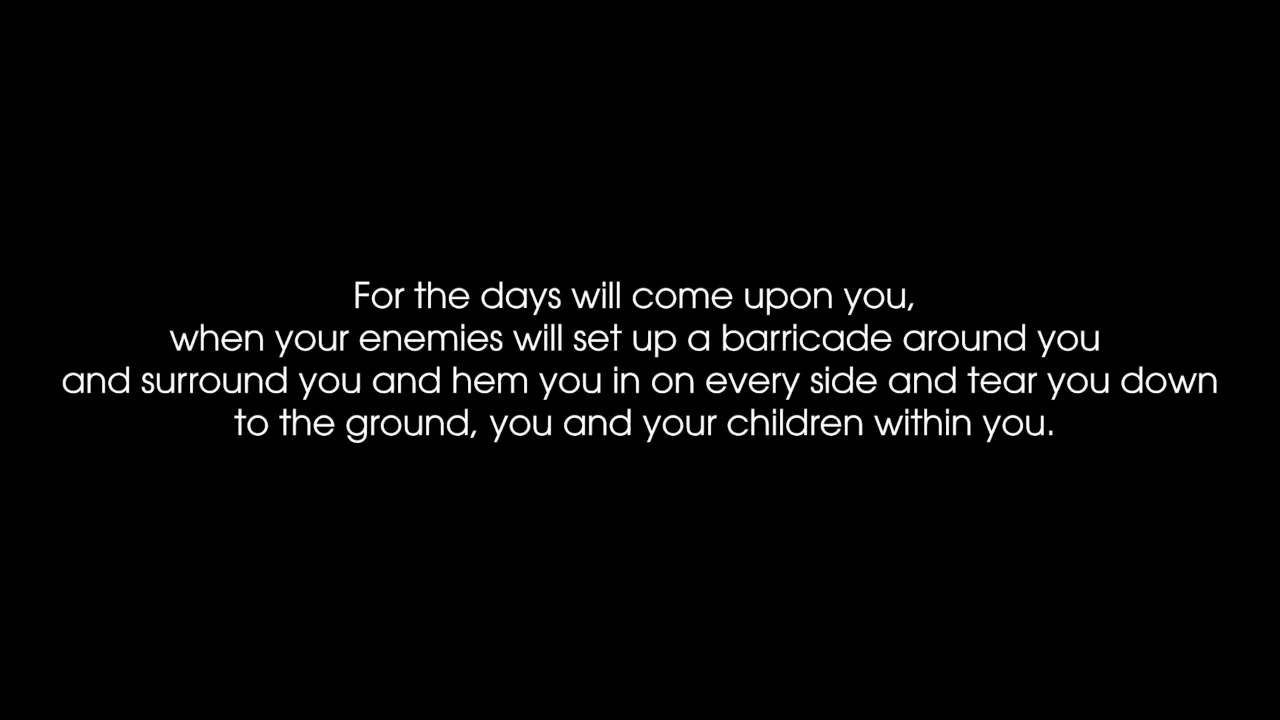 For the days will come upon you,
when your enemies will set up a barricade around you
and surround you and hem you in on every side and tear you down
to the ground, you and your children within you.